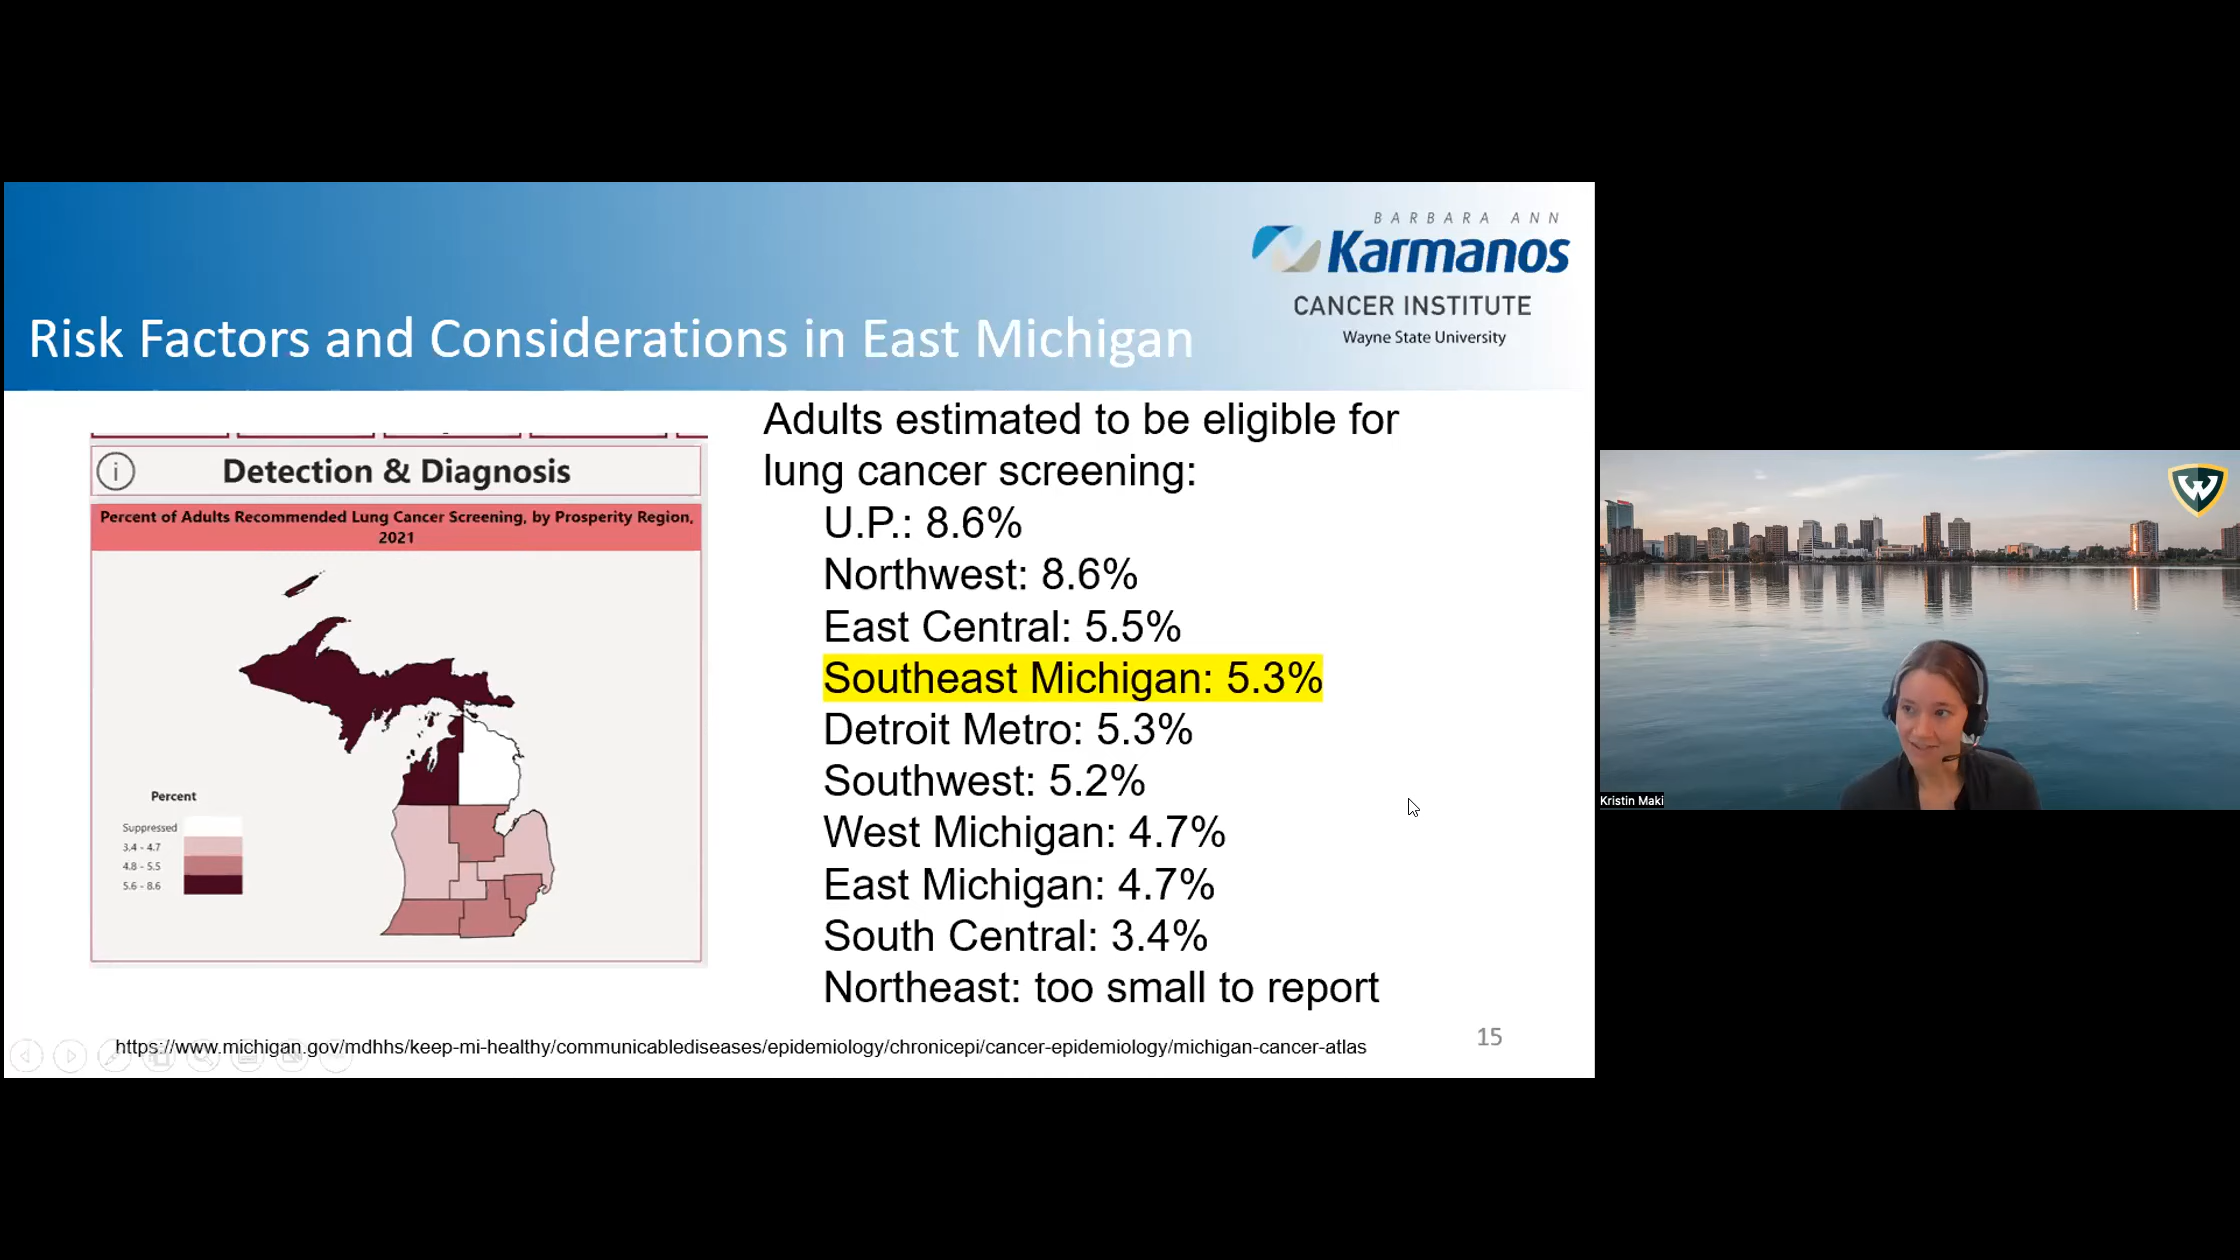 BARBARA ANN
Karmanos
CANCER INSTITUTE
Wayne State University
Risk Factors and Considerations in East Michigan
i
Detection & Diagnosis
Percent of Adults Recommended Lung Cancer Screening, by Prosperity Region,
2021
Percent
Suppressed
3.4 - 4.7
4.8 - 5.5
5.6 - 8.6
Adults estimated to be eligible for
lung cancer screening:
U.P.: 8.6%
Northwest: 8.6%
East Central: 5.5%
Southeast Michigan: 5.3%
Detroit Metro: 5.3%
Southwest: 5.2%
West Michigan: 4.7%
East Michigan: 4.7%
South Central: 3.4%
Northeast: too small to report
https://www.michigan.gov/mdhhs/keep-mi-healthy/communicablediseases/epidemiology/chronicepi/cancer-epidemiology/michigan-cancer-atlas
15
W
Kristin Maki